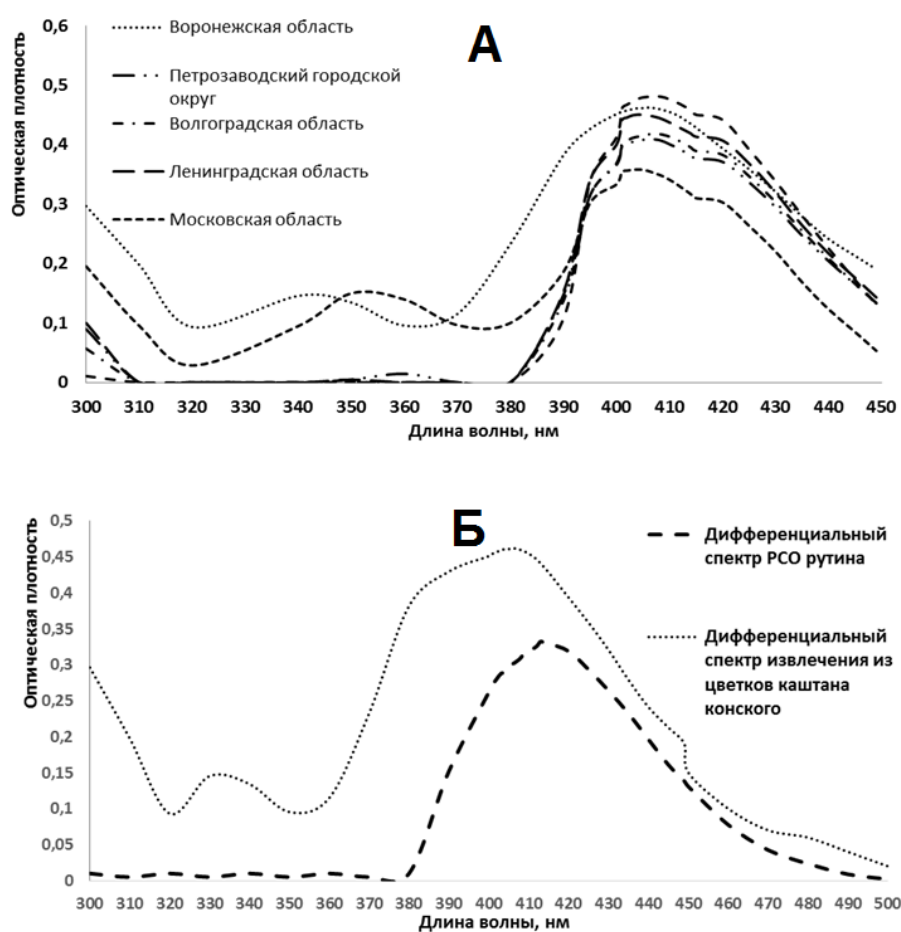 А
Оптическая плотность
0,6
0,5
0,4
0,3
0,2
0,1
0
Воронежская область
Петрозаводский городской
округ
Волгоградская область
Ленинградская область
Московская область
300 310 320 330 340 350 360 370 380 390 400 410 420 430 440 450
Длина волны, нм
Б
Оптическая плотность
0,5
0,45
0,4
0,35
0,3
0,25
0,2
0,15
0,1
0,05
0
Дифференциальный
спектр РСО рутина
Дифференциальный
спектр извлечения из
цветков каштана
конского
300 310 320 330 340 350 360 370 380 390 400 410 420 430 440 450 460 470 480 490 500
Длина волны, нм